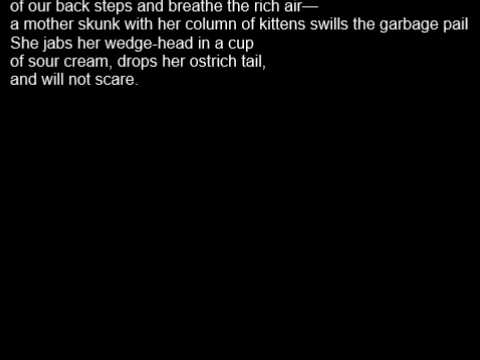 of our back steps and breathe the rich air—
a mother skunk with her column of kittens swills the garbage pail
She jabs her wedge-head in a cup
of sour cream, drops her ostrich tail,
and will not scare.